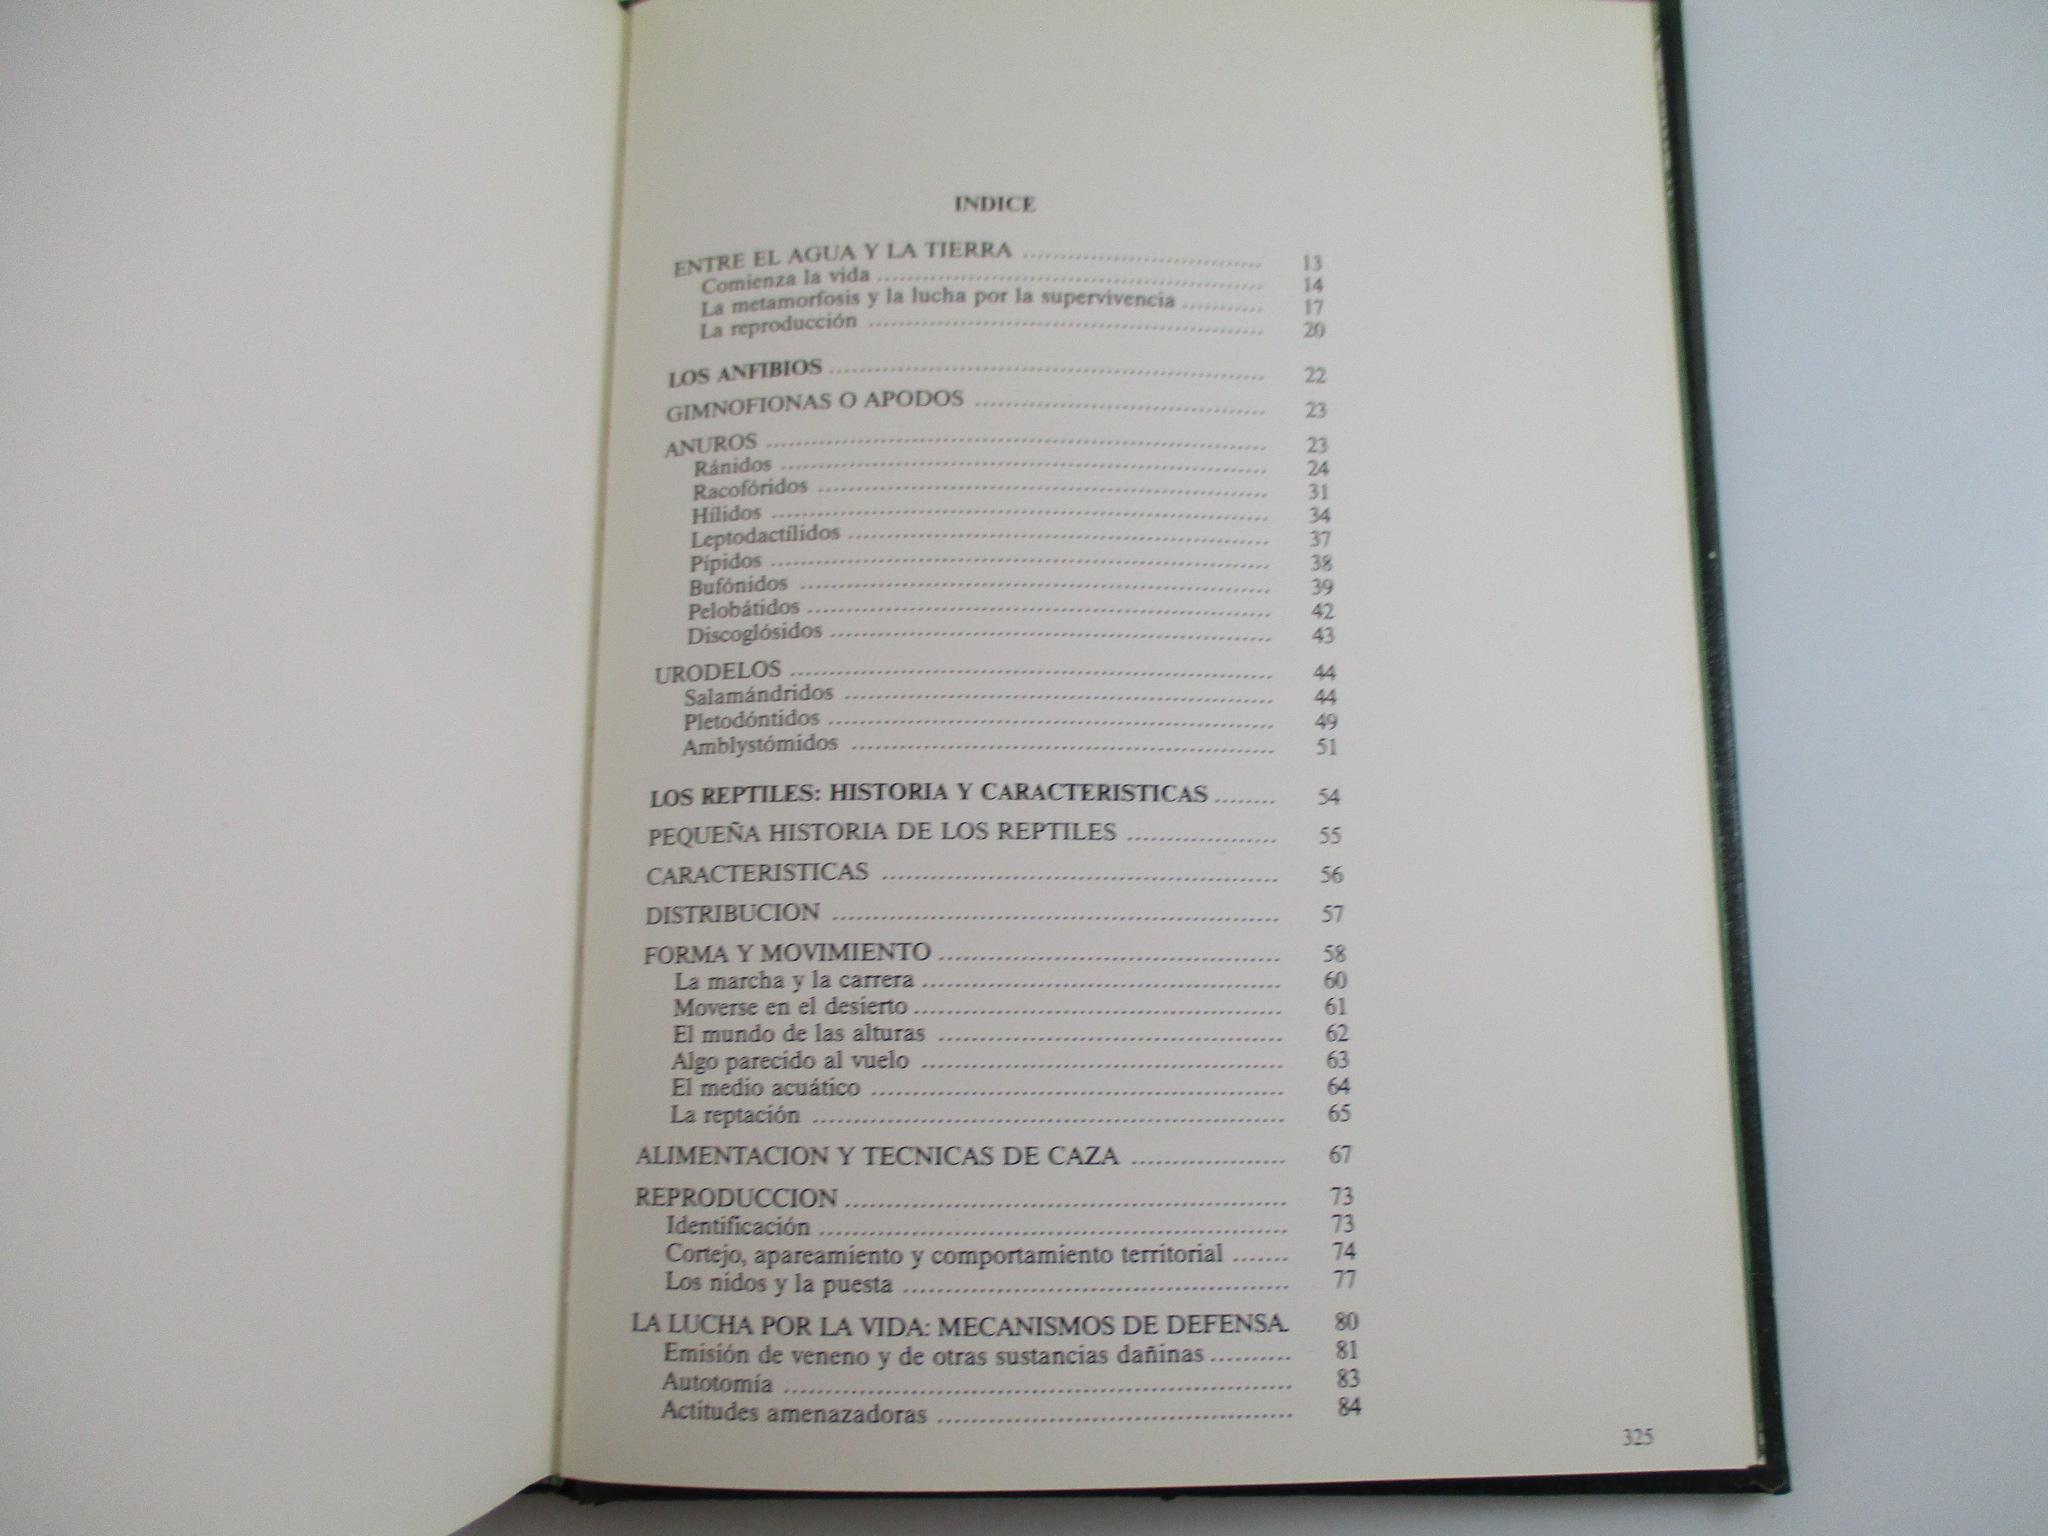 INDICE
ENTRE EL AGUA Y LA TIERRA ........ 13
Comienza la vida ........ 14
La metamorfosis y la lucha por la supervivencia ........ 17
La reproducción ........ 20
LOS ANFIBIOS ........ 22
GIMNOFIONAS O APODOS ........ 23
ANUROS ........ 23
Ránidos ........ 24
Racofóridos ........ 31
Hílidos ........ 34
Leptodactílidos ........ 37
Pípidos ........ 38
Bufónidos ........ 39
Pelobátidos ........ 42
Discoglósidos ........ 43
URODELOS ........ 44
Salamándridos ........ 44
Pletodóntidos ........ 49
Amblystómidos ........ 51
LOS REPTILES: HISTORIA Y CARACTERISTICAS ........ 54
PEQUEÑA HISTORIA DE LOS REPTILES ........ 55
CARACTERISTICAS ........ 56
DISTRIBUCION ........ 57
FORMA Y MOVIMIENTO ........ 58
La marcha y la carrera ........ 60
Moverse en el desierto ........ 61
El mundo de las alturas ........ 62
Algo parecido al vuelo ........ 63
El medio acuático ........ 64
La reptación ........ 65
ALIMENTACION Y TECNICAS DE CAZA ........ 67
REPRODUCCION ........ 73
Identificación ........ 73
Cortejo, apareamiento y comportamiento territorial ........ 74
Los nidos y la puesta ........ 77
LA LUCHA POR LA VIDA: MECANISMOS DE DEFENSA. 80
Emisión de veneno y de otras sustancias dañinas ........ 81
Autotomía ........ 83
Actitudes amenazadoras ........ 84
325